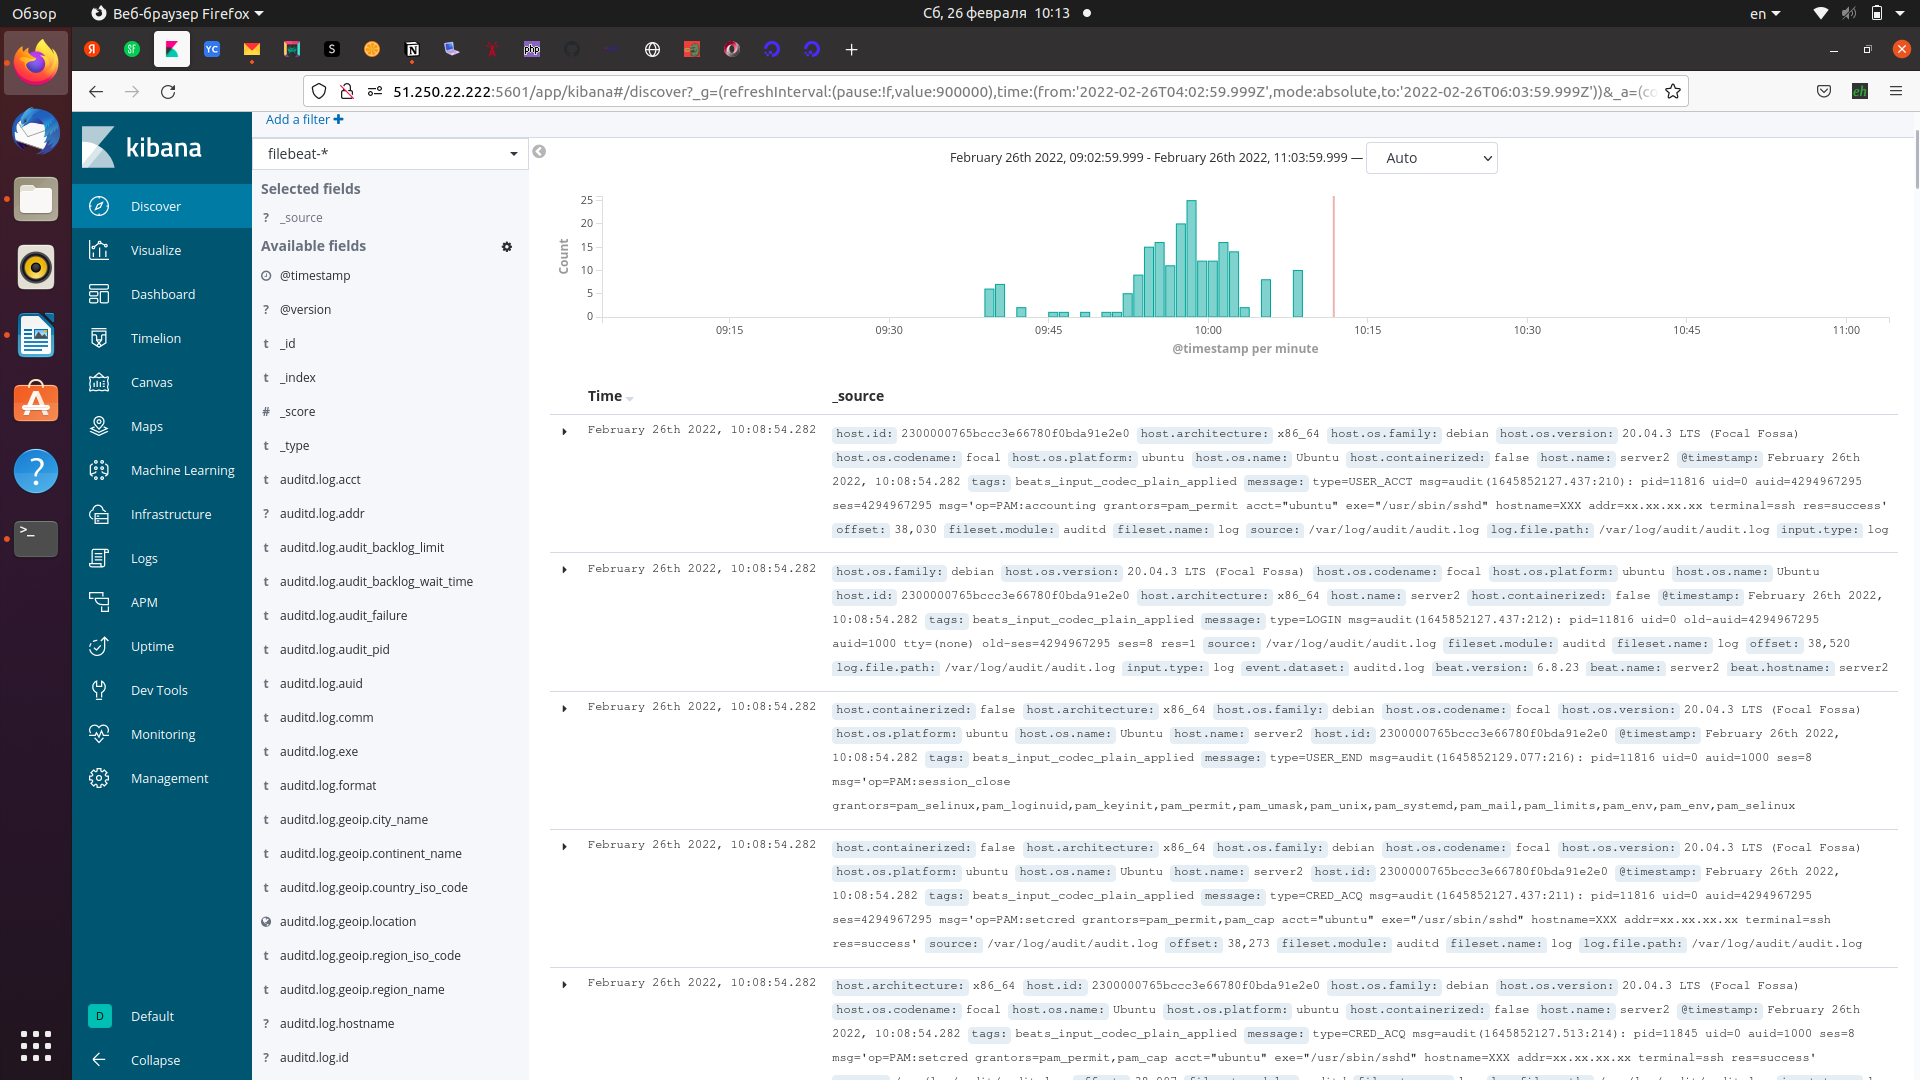 Обзор
Веб-браузер Firefox
Сб, 26 февраля 10:13
en
Я
SF
YC
S
N
php
51.250.22.222:5601/app/kibana#/discover?_g=(refreshInterval:(pause:!f,value:900000),time:(from:'2022-02-26T04:02:59.999Z',mode:absolute,to:'2022-02-26T06:03:59.999Z'))&_a=(co
eh
kibana
Discover
Visualize
Dashboard
Timelion
Canvas
Maps
Machine Learning
Infrastructure
Logs
APM
Uptime
Dev Tools
Monitoring
Management
D Default
Collapse
Add a filter +
filebeat-*
Selected fields
? _source
Available fields
@timestamp
? @version
t _id
t _index
# _score
t _type
t auditd.log.acct
? auditd.log.addr
t auditd.log.audit_backlog_limit
t auditd.log.audit_backlog_wait_time
t auditd.log.audit_failure
t auditd.log.audit_pid
t auditd.log.auid
t auditd.log.comm
t auditd.log.exe
t auditd.log.format
t auditd.log.geoip.city_name
t auditd.log.geoip.continent_name
t auditd.log.geoip.country_iso_code
auditd.log.geoip.location
t auditd.log.geoip.region_iso_code
t auditd.log.geoip.region_name
? auditd.log.hostname
? auditd.log.id
February 26th 2022, 09:02:59.999 - February 26th 2022, 11:03:59.999 — Auto
25
20
15
10
5
0
Count
09:15 09:30 09:45 10:00 10:15 10:30 10:45 11:00
@timestamp per minute
Time _source
February 26th 2022, 10:08:54.282
host.id: 2300000765bccc3e66780f0bda91e2e0 host.architecture: x86_64 host.os.family: debian host.os.version: 20.04.3 LTS (Focal Fossa)
host.os.codename: focal host.os.platform: ubuntu host.os.name: Ubuntu host.containerized: false host.name: server2 @timestamp: February 26th
2022, 10:08:54.282 tags: beats_input_codec_plain_applied message: type=USER_ACCT msg=audit(1645852127.437:210): pid=11816 uid=0 auid=4294967295
ses=4294967295 msg='op=PAM:accounting grantors=pam_permit acct="ubuntu" exe="/usr/sbin/sshd" hostname=XXX addr=xx.xx.xx.xx terminal=ssh res=success'
offset: 38,030 fileset.module: auditd fileset.name: log source: /var/log/audit/audit.log log.file.path: /var/log/audit/audit.log input.type: log
February 26th 2022, 10:08:54.282
host.os.family: debian host.os.version: 20.04.3 LTS (Focal Fossa) host.os.codename: focal host.os.platform: ubuntu host.os.name: Ubuntu
host.id: 2300000765bccc3e66780f0bda91e2e0 host.architecture: x86_64 host.name: server2 host.containerized: false @timestamp: February 26th 2022,
10:08:54.282 tags: beats_input_codec_plain_applied message: type=LOGIN msg=audit(1645852127.437:212): pid=11816 uid=0 old-auid=4294967295
auid=1000 tty=(none) old-ses=4294967295 ses=8 res=1 source: /var/log/audit/audit.log fileset.module: auditd fileset.name: log offset: 38,520
log.file.path: /var/log/audit/audit.log input.type: log event.dataset: auditd.log beat.version: 6.8.23 beat.name: server2 beat.hostname: server2
February 26th 2022, 10:08:54.282
host.containerized: false host.architecture: x86_64 host.os.family: debian host.os.codename: focal host.os.version: 20.04.3 LTS (Focal Fossa)
host.os.platform: ubuntu host.os.name: Ubuntu host.name: server2 host.id: 2300000765bccc3e66780f0bda91e2e0 @timestamp: February 26th 2022,
10:08:54.282 tags: beats_input_codec_plain_applied message: type=USER_END msg=audit(1645852129.077:216): pid=11816 uid=0 auid=1000 ses=8
msg='op=PAM:session_close
grantors=pam_selinux,pam_loginuid,pam_keyinit,pam_permit,pam_umask,pam_unix,pam_systemd,pam_mail,pam_limits,pam_env,pam_env,pam_selinux
February 26th 2022, 10:08:54.282
host.containerized: false host.architecture: x86_64 host.os.family: debian host.os.codename: focal host.os.version: 20.04.3 LTS (Focal Fossa)
host.os.platform: ubuntu host.os.name: Ubuntu host.name: server2 host.id: 2300000765bccc3e66780f0bda91e2e0 @timestamp: February 26th 2022,
10:08:54.282 tags: beats_input_codec_plain_applied message: type=CRED_ACQ msg=audit(1645852127.437:211): pid=11816 uid=0 auid=4294967295
ses=4294967295 msg='op=PAM:setcred grantors=pam_permit,pam_cap acct="ubuntu" exe="/usr/sbin/sshd" hostname=XXX addr=xx.xx.xx.xx terminal=ssh
res=success' source: /var/log/audit/audit.log offset: 38,273 fileset.module: auditd fileset.name: log log.file.path: /var/log/audit/audit.log
February 26th 2022, 10:08:54.282
host.architecture: x86_64 host.id: 2300000765bccc3e66780f0bda91e2e0 host.os.family: debian host.os.version: 20.04.3 LTS (Focal Fossa)
host.os.codename: focal host.os.name: Ubuntu host.os.platform: ubuntu host.containerized: false host.name: server2 @timestamp: February 26th
2022, 10:08:54.282 tags: beats_input_codec_plain_applied message: type=CRED_ACQ msg=audit(1645852127.513:214): pid=11845 uid=0 auid=1000 ses=8
msg='op=PAM:setcred grantors=pam_permit,pam_cap acct="ubuntu" exe="/usr/sbin/sshd" hostname=XXX addr=xx.xx.xx.xx terminal=ssh res=success'